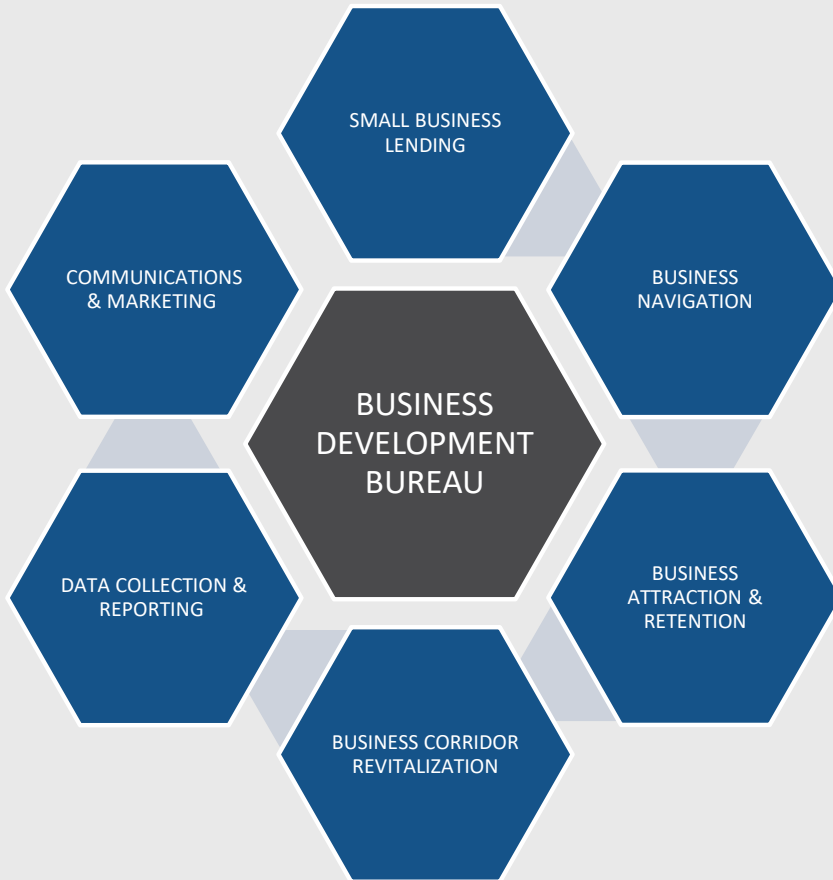 SMALL BUSINESS
LENDING
COMMUNICATIONS
& MARKETING
BUSINESS
NAVIGATION
BUSINESS
DEVELOPMENT
BUREAU
DATA COLLECTION &
REPORTING
BUSINESS
ATTRACTION &
RETENTION
BUSINESS CORRIDOR
REVITALIZATION